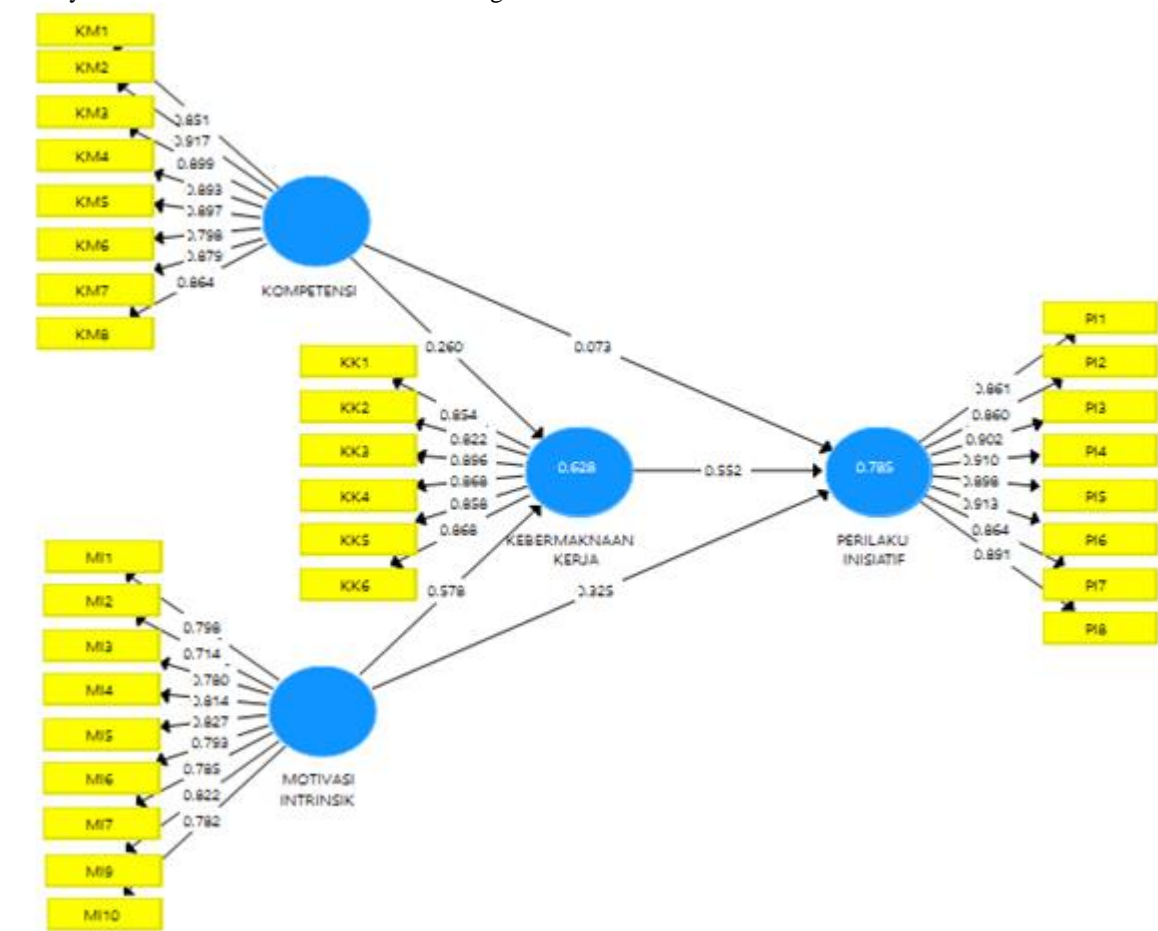 KM1
KM2
KM3
KM4
KM5
KM6
KM7
KM8
0.851
0.917
0.899
0.893
0.897
0.798
0.879
0.864
KOMPETENSI
0.260
0.073
KK1
KK2
KK3
KK4
KK5
KK6
0.854
0.822
0.896
0.868
0.858
0.868
0.628
KEBERMAKNAAN
KERJA
0.552
0.785
PERILAKU
INISIATIF
PI1
PI2
PI3
PI4
PI5
PI6
PI7
PI8
0.861
0.860
0.902
0.910
0.898
0.913
0.864
0.891
0.578
0.325
MI1
MI2
MI3
MI4
MI5
MI6
MI7
MI9
MI10
0.798
0.714
0.780
0.814
0.827
0.793
0.785
0.822
0.782
MOTIVASI
INTRINSIK